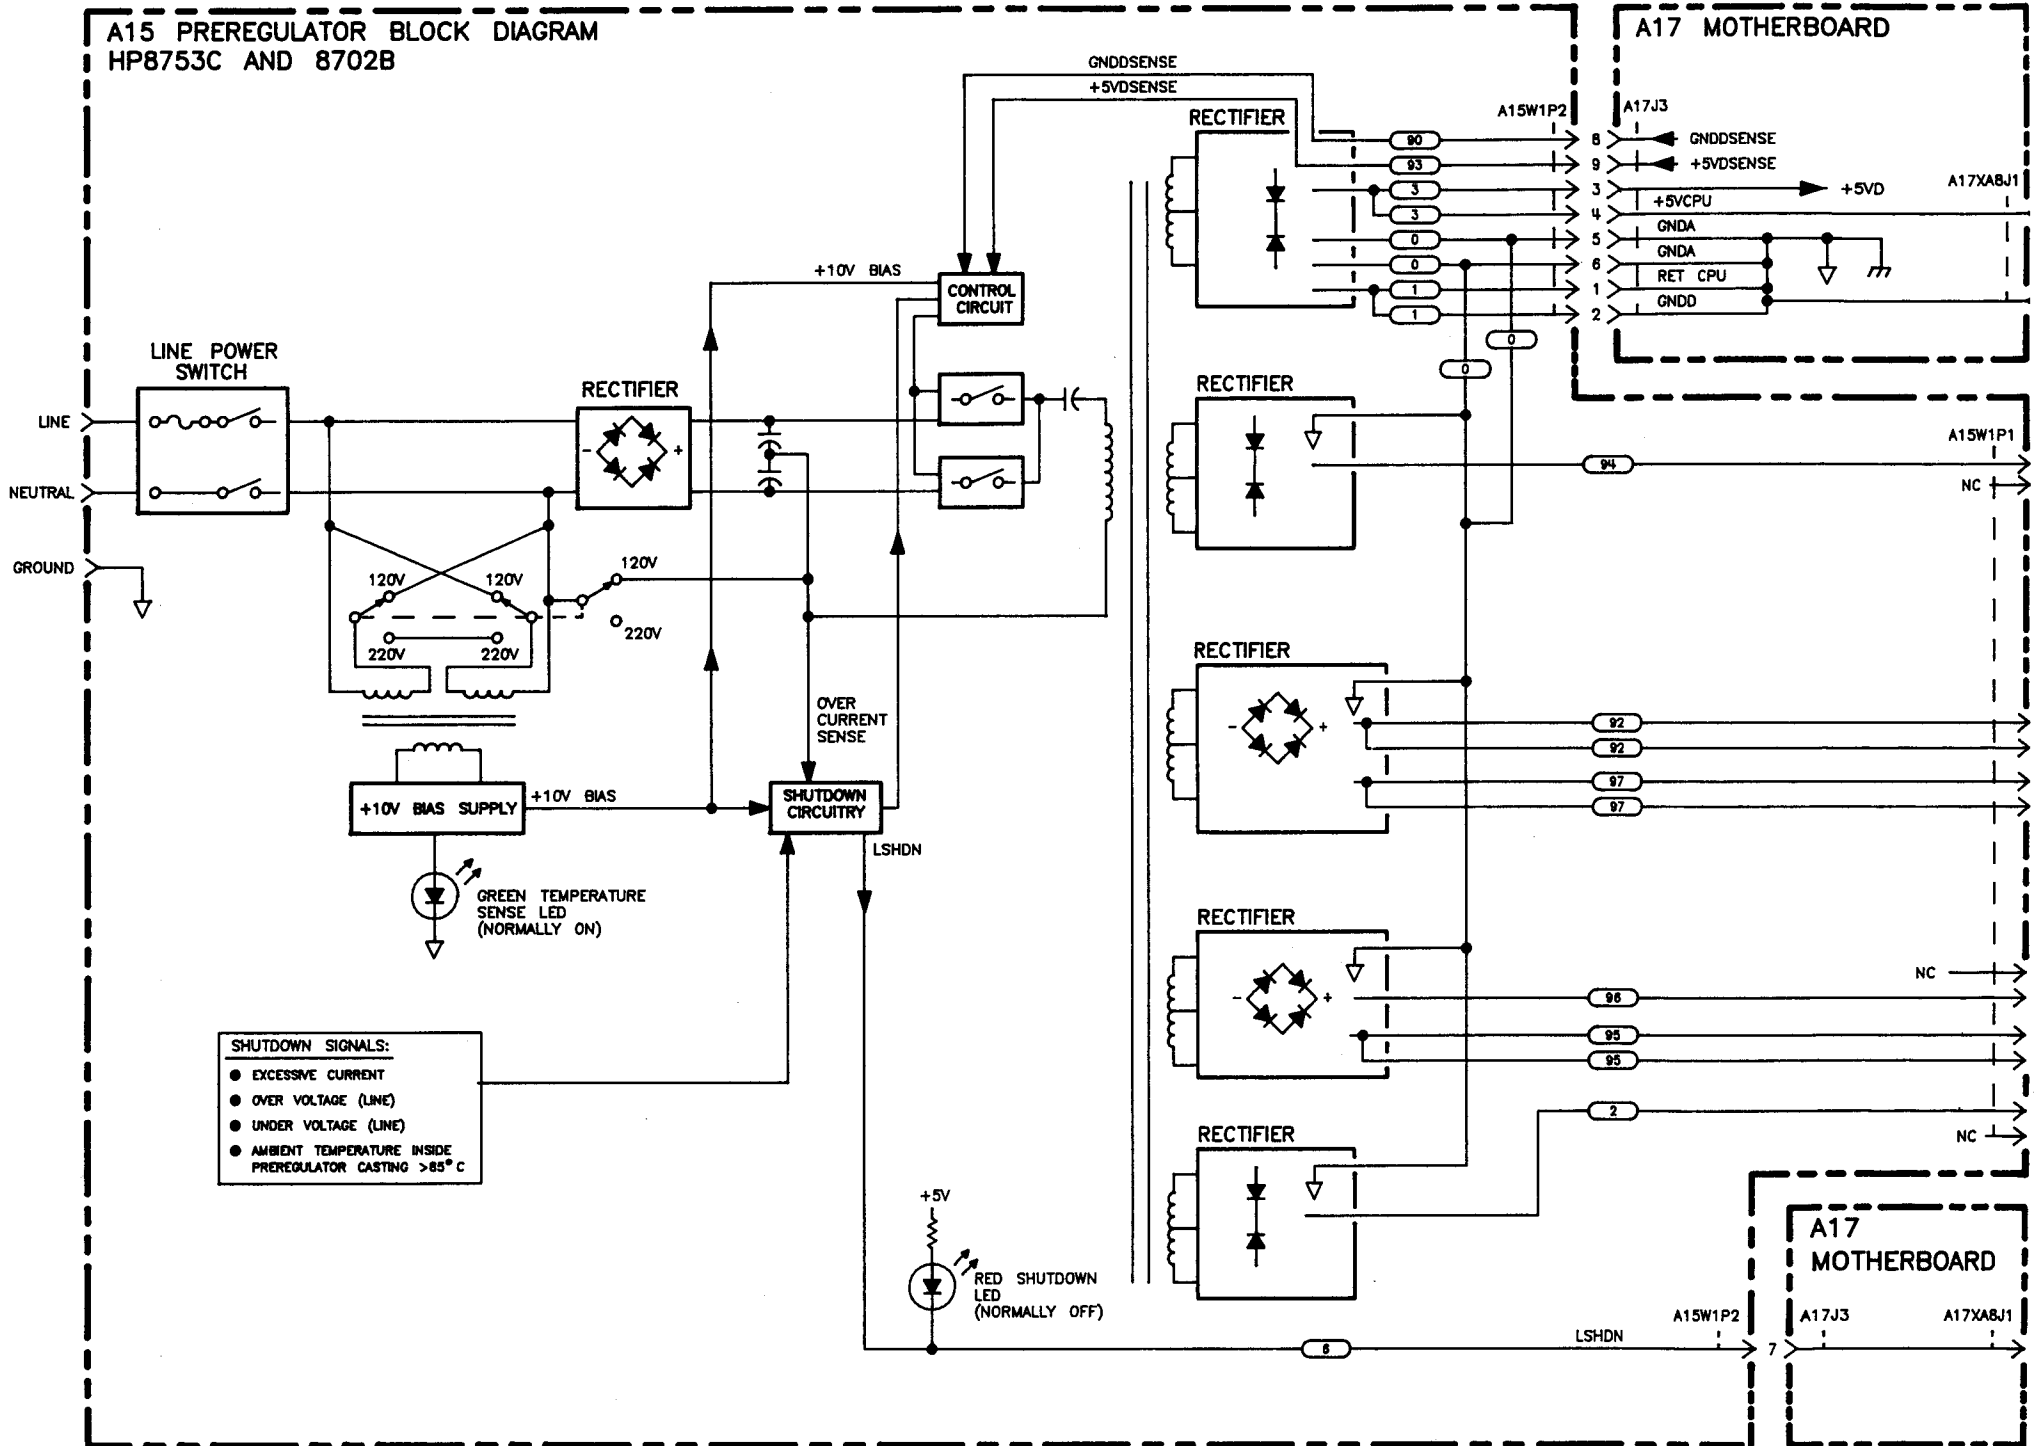 A15 PREREGULATOR BLOCK DIAGRAM
HP8753C AND 8702B
A17 MOTHERBOARD
GNDDSENSE
+5VDSENSE
RECTIFIER
A15W1P2
A17J3
90
8
GNDDSENSE
93
9
+5VDSENSE
3
3
+5VD
A17XA8J1
3
4
+5VCPU
0
5
GNDA
0
6
GNDA
1
1
RET CPU
1
2
GNDD
0
0
+10V BIAS
CONTROL
CIRCUIT
LINE POWER
SWITCH
RECTIFIER
LINE
- +
NEUTRAL
GROUND
120V
120V
120V
220V
220V
220V
RECTIFIER
A15W1P1
94
NC
OVER
CURRENT
SENSE
RECTIFIER
- +
92
92
97
97
+10V BIAS SUPPLY
+10V BIAS
SHUTDOWN
CIRCUITRY
LSHDN
GREEN TEMPERATURE
SENSE LED
(NORMALLY ON)
RECTIFIER
- +
NC
96
95
95
2
NC
SHUTDOWN SIGNALS:
● EXCESSIVE CURRENT
● OVER VOLTAGE (LINE)
● UNDER VOLTAGE (LINE)
● AMBIENT TEMPERATURE INSIDE
PREREGULATOR CASTING >85°C
RECTIFIER
+5V
RED SHUTDOWN
LED
(NORMALLY OFF)
A17
MOTHERBOARD
6
LSHDN
A15W1P2
7
A17J3
A17XA8J1